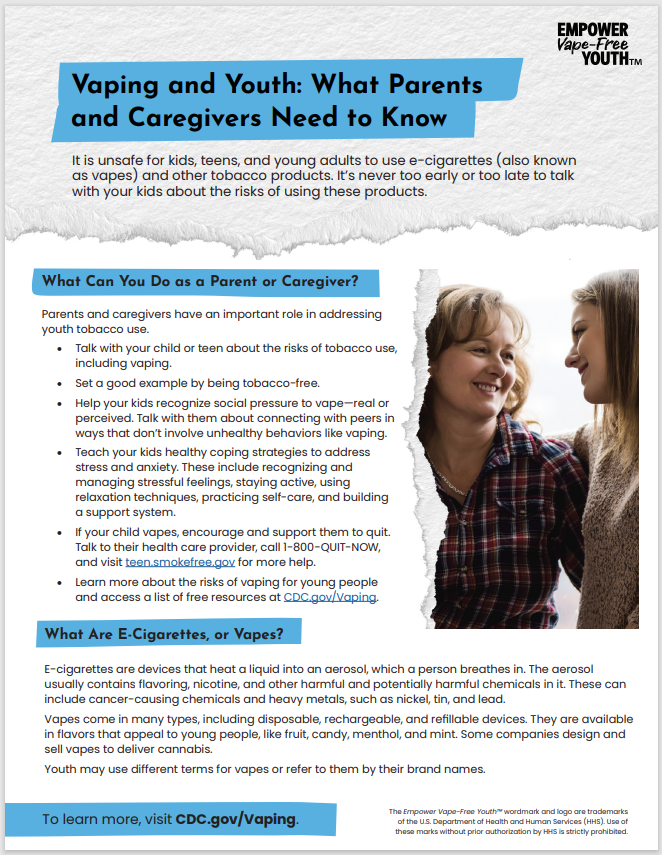 EMPOWER
Vape-Free
YOUTH™
Vaping and Youth: What Parents
and Caregivers Need to Know
It is unsafe for kids, teens, and young adults to use e-cigarettes (also known
as vapes) and other tobacco products. It's never too early or too late to talk
with your kids about the risks of using these products.
What Can You Do as a Parent or Caregiver?
Parents and caregivers have an important role in addressing
youth tobacco use.
• Talk with your child or teen about the risks of tobacco use,
including vaping.
• Set a good example by being tobacco-free.
• Help your kids recognize social pressure to vape—real or
perceived. Talk with them about connecting with peers in
ways that don't involve unhealthy behaviors like vaping.
• Teach your kids healthy coping strategies to address
stress and anxiety. These include recognizing and
managing stressful feelings, staying active, using
relaxation techniques, practicing self-care, and building
a support system.
• If your child vapes, encourage and support them to quit.
Talk to their health care provider, call 1-800-QUIT-NOW,
and visit teen.smokefree.gov for more help.
• Learn more about the risks of vaping for young people
and access a list of free resources at CDC.gov/Vaping.
What Are E-Cigarettes, or Vapes?
E-cigarettes are devices that heat a liquid into an aerosol, which a person breathes in. The aerosol
usually contains flavoring, nicotine, and other harmful and potentially harmful chemicals in it. These can
include cancer-causing chemicals and heavy metals, such as nickel, tin, and lead.
Vapes come in many types, including disposable, rechargeable, and refillable devices. They are available
in flavors that appeal to young people, like fruit, candy, menthol, and mint. Some companies design and
sell vapes to deliver cannabis.
Youth may use different terms for vapes or refer to them by their brand names.
To learn more, visit CDC.gov/Vaping.
The Empower Vape-Free Youth™ wordmark and logo are trademarks
of the U.S. Department of Health and Human Services (HHS). Use of
these marks without prior authorization by HHS is strictly prohibited.